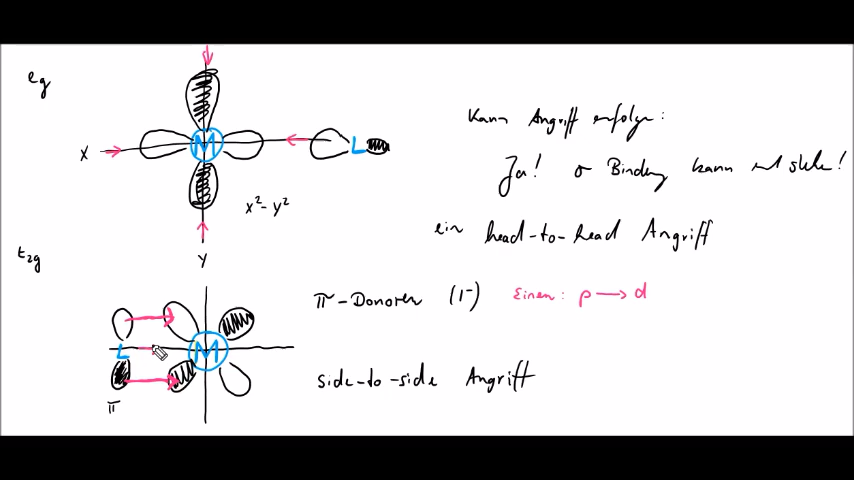 eg
M
L
X
x²-y²
Y
Kann Angriff erfolgen:
Ja! σ Bindung kann entstehen!
ein head-to-head Angriff
t2g
π-Donoren (I⁻) Einen: p → d
L
M
side-to-side Angriff
π